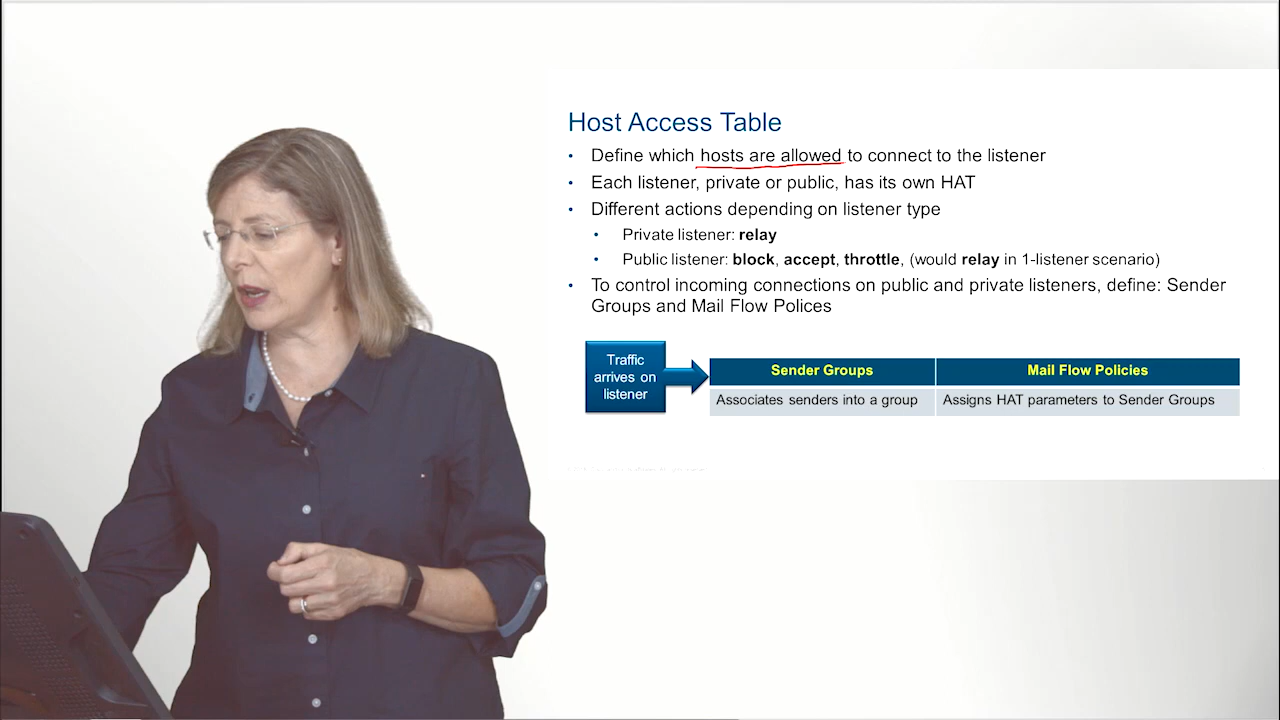 Host Access Table
• Define which hosts are allowed to connect to the listener
• Each listener, private or public, has its own HAT
• Different actions depending on listener type
• Private listener: relay
• Public listener: block, accept, throttle, (would relay in 1-listener scenario)
• To control incoming connections on public and private listeners, define: Sender
Groups and Mail Flow Polices
Traffic
arrives on
listener
Sender Groups
Mail Flow Policies
Associates senders into a group
Assigns HAT parameters to Sender Groups